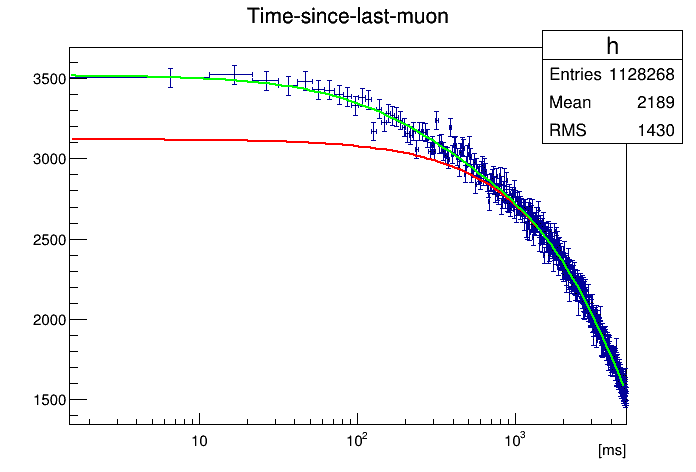 Time-since-last-muon
h
Entries 1128268
Mean 2189
RMS 1430
3500
3000
2500
2000
1500
10
10²
10³
[ms]